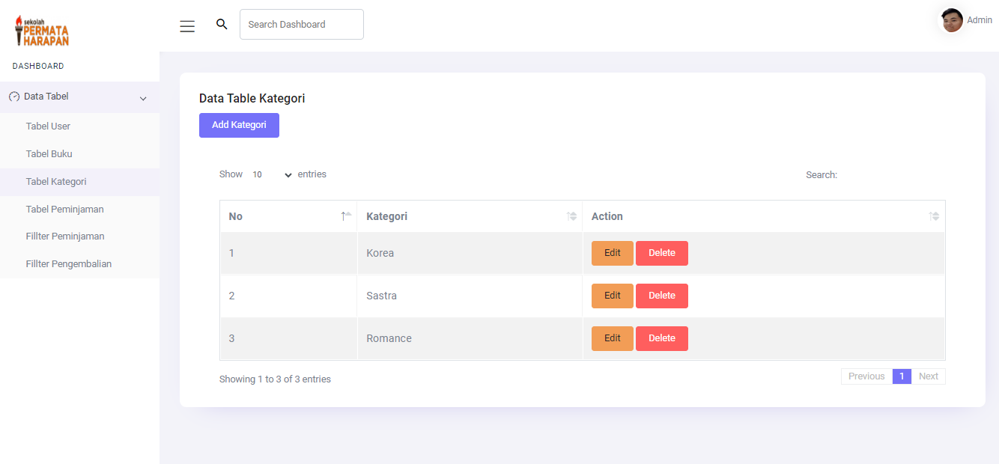 sekolah
PERMATA
HARAPAN
Search Dashboard
Admin
DASHBOARD
Data Tabel
Tabel User
Tabel Buku
Tabel Kategori
Tabel Peminjaman
Fillter Peminjaman
Fillter Pengembalian
Data Table Kategori
Add Kategori
Show 10 entries
Search:
No Kategori Action
1 Korea Edit Delete
2 Sastra Edit Delete
3 Romance Edit Delete
Showing 1 to 3 of 3 entries
Previous 1 Next